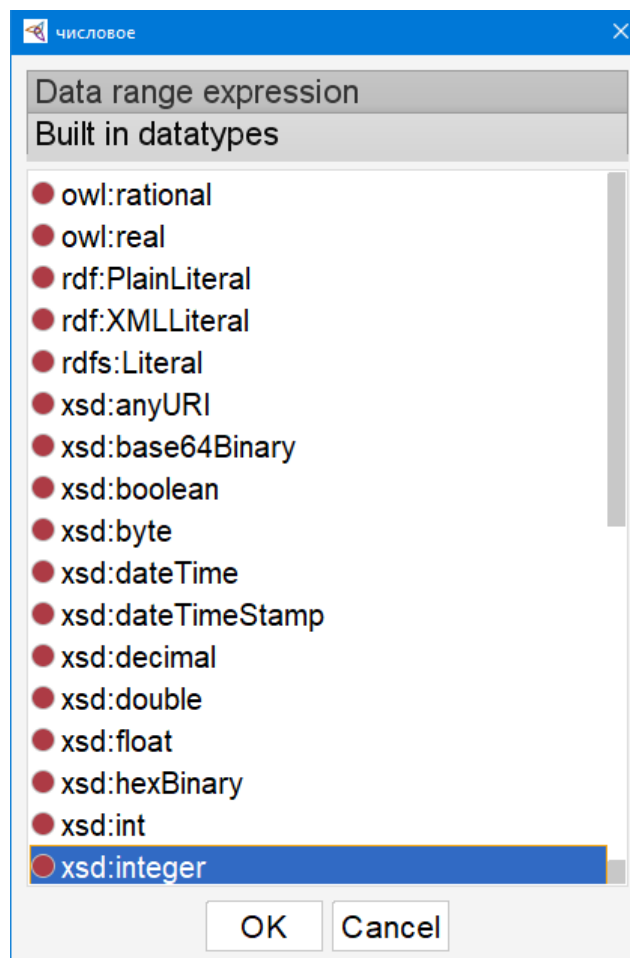 числовое
Data range expression
Built in datatypes
owl:rational
owl:real
rdf:PlainLiteral
rdf:XMLLiteral
rdfs:Literal
xsd:anyURI
xsd:base64Binary
xsd:boolean
xsd:byte
xsd:dateTime
xsd:dateTimeStamp
xsd:decimal
xsd:double
xsd:float
xsd:hexBinary
xsd:int
xsd:integer
OK Cancel